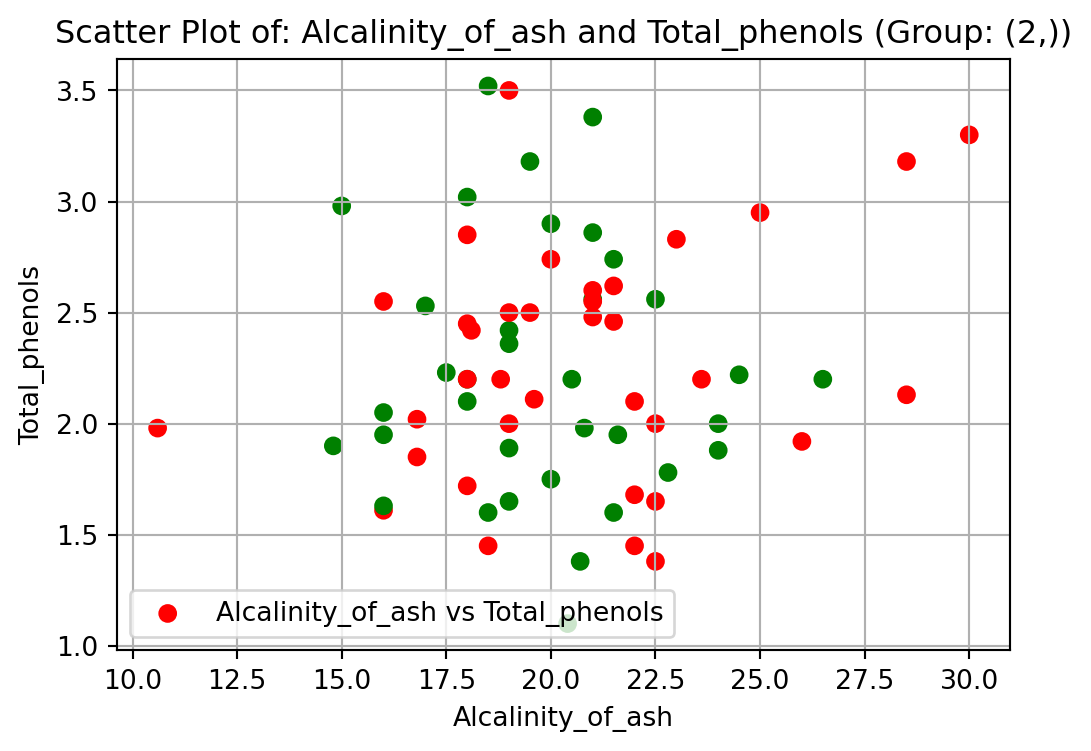 Scatter Plot of: Alcalinity_of_ash and Total_phenols (Group: (2,))
3.5
3.0
2.5
2.0
1.5
1.0
Total_phenols
Alcalinity_of_ash vs Total_phenols
10.0 12.5 15.0 17.5 20.0 22.5 25.0 27.5 30.0
Alcalinity_of_ash